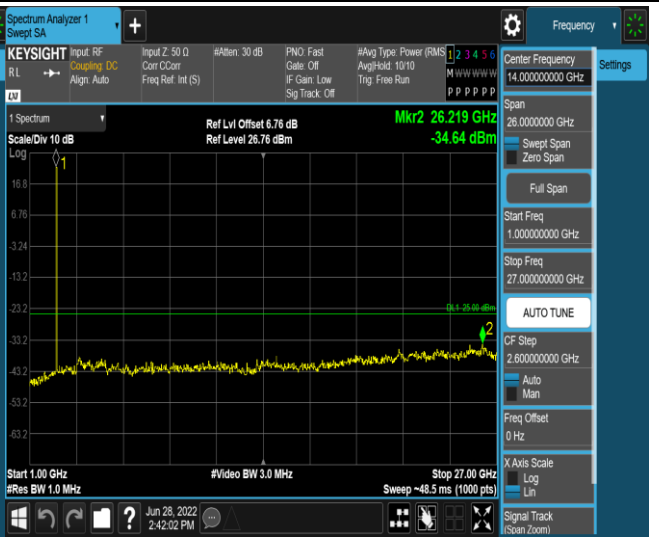 Spectrum Analyzer 1
Swept SA
Frequency
KEYSIGHT
RL
LXI
Input: RF
Coupling: DC
Align: Auto
Input Z: 50 Ω
Corr CCorr
Freq Ref: Int (S)
#Atten: 30 dB
PNO: Fast
Gate: Off
IF Gain: Low
Sig Track: Off
#Avg Type: Power (RMS
Avg|Hold: 10/10
Trig: Free Run
1 2 3 4 5 6
M W W W W W
P P P P P P
1 Spectrum
Scale/Div 10 dB
Log
Ref Lvl Offset 6.76 dB
Ref Level 26.76 dBm
Mkr2 26.219 GHz
-34.64 dBm
1
16.8
6.76
-3.24
-13.2
-23.2
DL1 -25.00 dBm
2
-33.2
-43.2
-53.2
-63.2
Start 1.00 GHz
#Res BW 1.0 MHz
#Video BW 3.0 MHz
Stop 27.00 GHz
Sweep ~48.5 ms (1000 pts)
?
Jun 28, 2022
2:42:02 PM
Center Frequency
14.000000000 GHz
Settings
Span
26.0000000 GHz
Swept Span
Zero Span
Full Span
Start Freq
1.000000000 GHz
Stop Freq
27.000000000 GHz
AUTO TUNE
CF Step
2.600000000 GHz
Auto
Man
Freq Offset
0 Hz
X Axis Scale
Log
Lin
Signal Track
(Span Zoom)